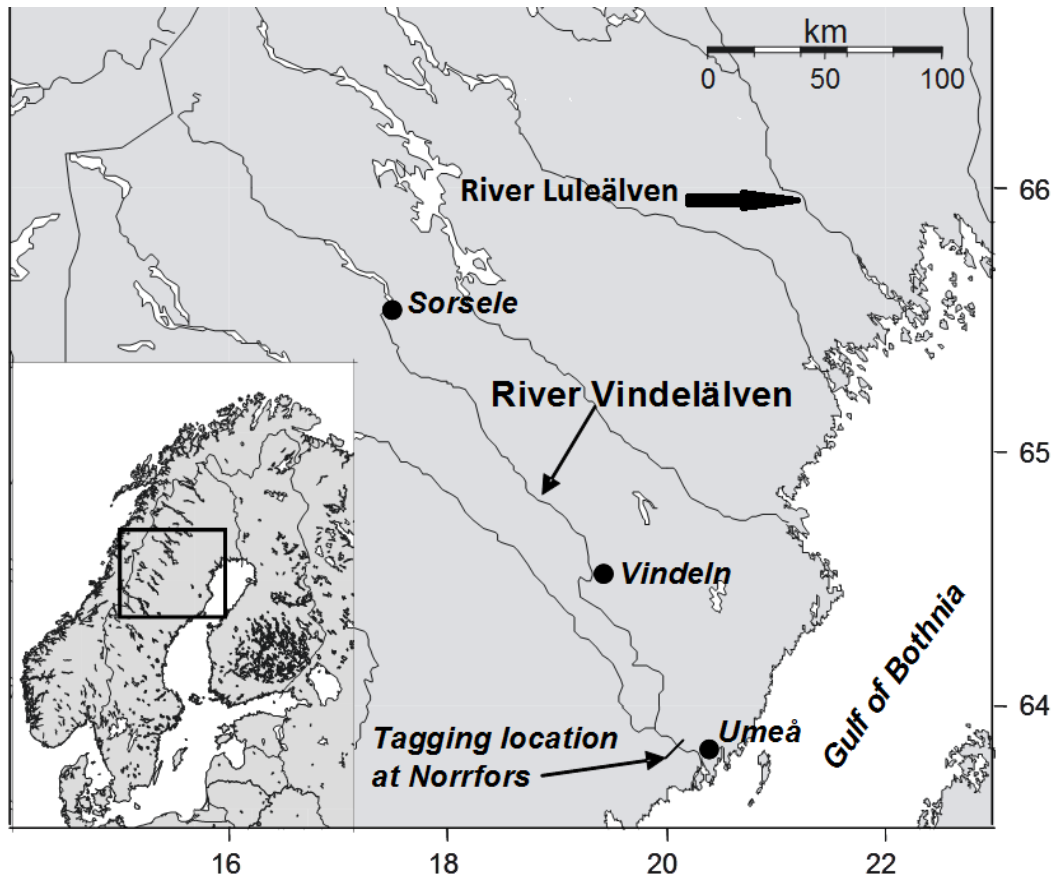 km
0 50 100
River Luleälven
66
Sorsele
River Vindelälven
65
Vindeln
Gulf of Bothnia
64
Umeå
Tagging location
at Norrfors
16 18 20 22